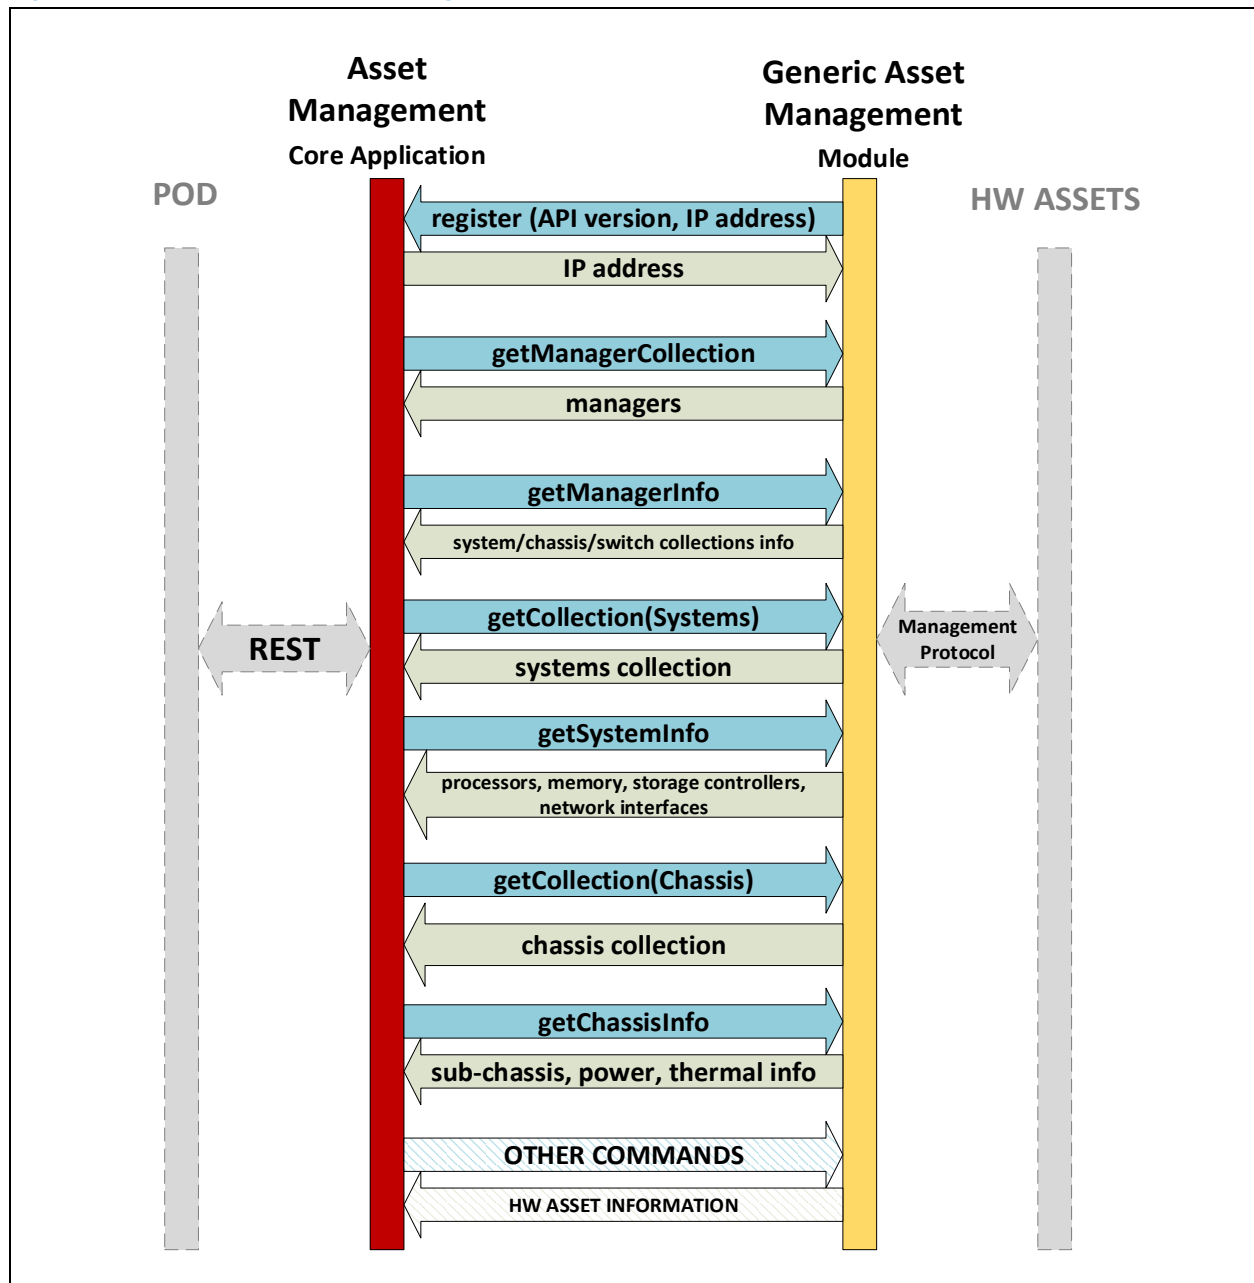 Asset
Management
Core Application
Generic Asset
Management
Module
POD
HW ASSETS
register (API version, IP address)
IP address
getManagerCollection
managers
getManagerInfo
system/chassis/switch collections info
getCollection(Systems)
REST
Management
Protocol
systems collection
getSystemInfo
processors, memory, storage controllers,
network interfaces
getCollection(Chassis)
chassis collection
getChassisInfo
sub-chassis, power, thermal info
OTHER COMMANDS
HW ASSET INFORMATION